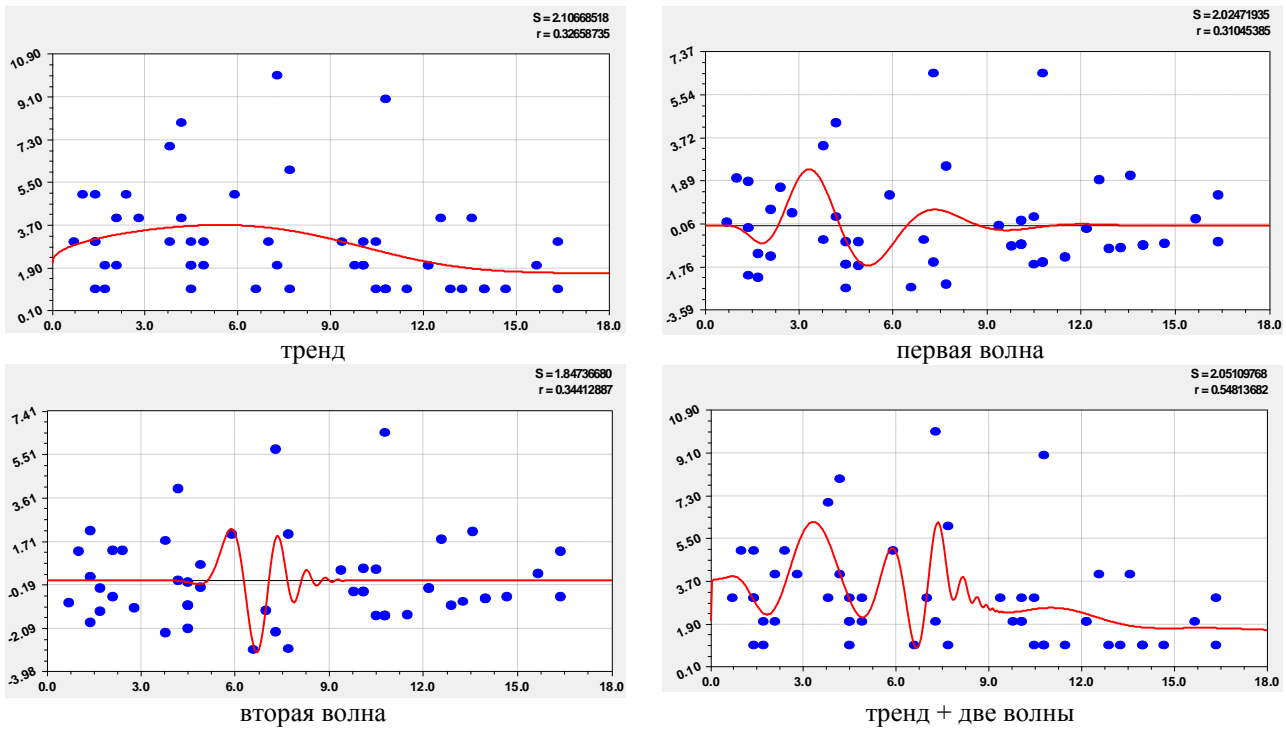 S = 2.10668518
r = 0.32658735
10.90
9.10
7.30
5.50
3.70
1.90
0.10
0.0 3.0 6.0 9.0 12.0 15.0 18.0
тренд
S = 2.02471935
r = 0.31045385
7.37
5.54
3.72
1.89
0.06
-1.76
-3.59
0.0 3.0 6.0 9.0 12.0 15.0 18.0
первая волна
S = 1.84736680
r = 0.34412887
7.41
5.51
3.61
1.71
-0.19
-2.09
-3.98
0.0 3.0 6.0 9.0 12.0 15.0 18.0
вторая волна
S = 2.05109768
r = 0.54813682
10.90
9.10
7.30
5.50
3.70
1.90
0.10
0.0 3.0 6.0 9.0 12.0 15.0 18.0
тренд + две волны